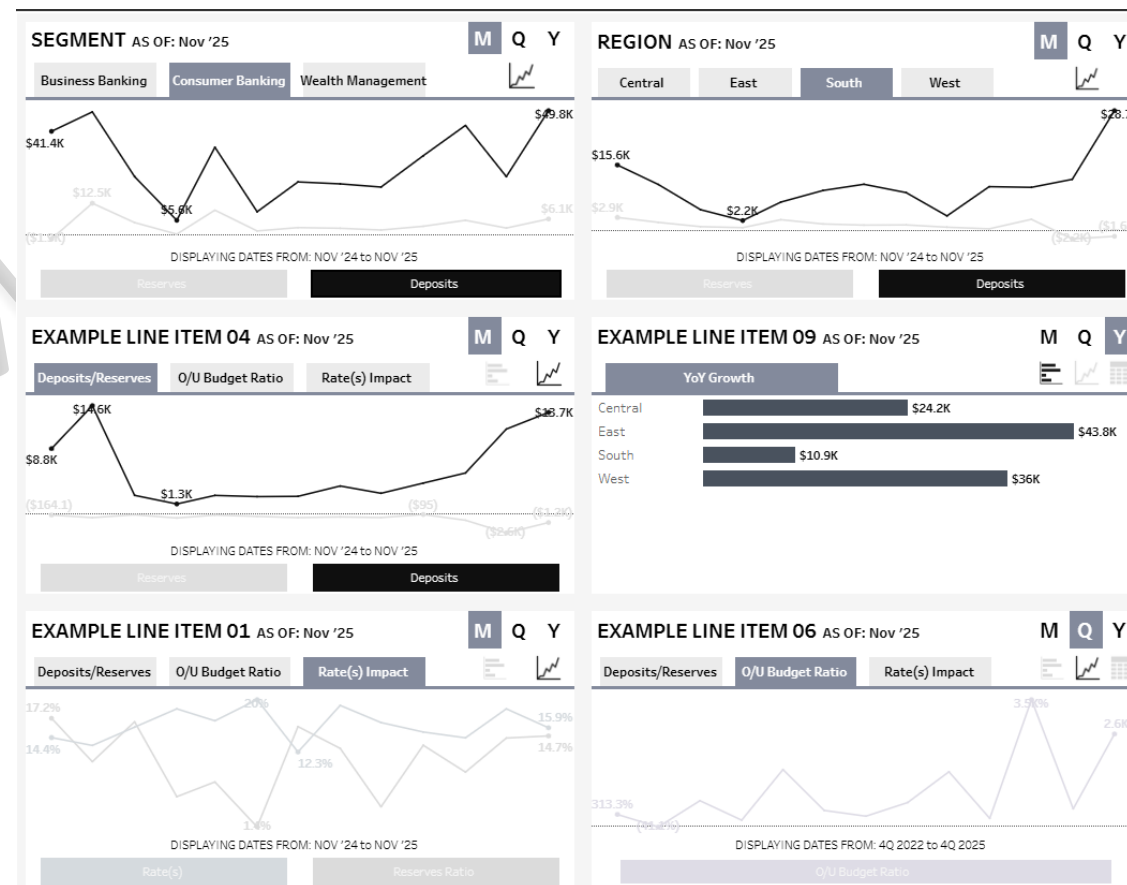 SEGMENT AS OF: Nov '25
M Q Y
Business Banking Consumer Banking Wealth Management
$49.8K
$41.4K
$12.5K
$5.6K
$6.1K
DISPLAYING DATES FROM: NOV '24 to NOV '25
Reserves Deposits
REGION AS OF: Nov '25
M Q Y
Central East South West
$15.6K
$2.9K
$2.2K
DISPLAYING DATES FROM: NOV '24 to NOV '25
Reserves Deposits
EXAMPLE LINE ITEM 04 AS OF: Nov '25
M Q Y
Deposits/Reserves O/U Budget Ratio Rate(s) Impact
$14.6K
$13.7K
$8.8K
$1.3K
($164.1) ($95)
($2.6K)
DISPLAYING DATES FROM: NOV '24 to NOV '25
Reserves Deposits
EXAMPLE LINE ITEM 09 AS OF: Nov '25
M Q Y
YoY Growth
Central $24.2K
East $43.8K
South $10.9K
West $36K
EXAMPLE LINE ITEM 01 AS OF: Nov '25
M Q Y
Deposits/Reserves O/U Budget Ratio Rate(s) Impact
17.2% 20%
15.9%
14.4% 14.7%
12.3%
DISPLAYING DATES FROM: NOV '24 to NOV '25
Rate(s) Reserves Ratio
EXAMPLE LINE ITEM 06 AS OF: Nov '25
M Q Y
Deposits/Reserves O/U Budget Ratio Rate(s) Impact
313.3%
DISPLAYING DATES FROM: 4Q 2022 to 4Q 2025
O/U Budget Ratio